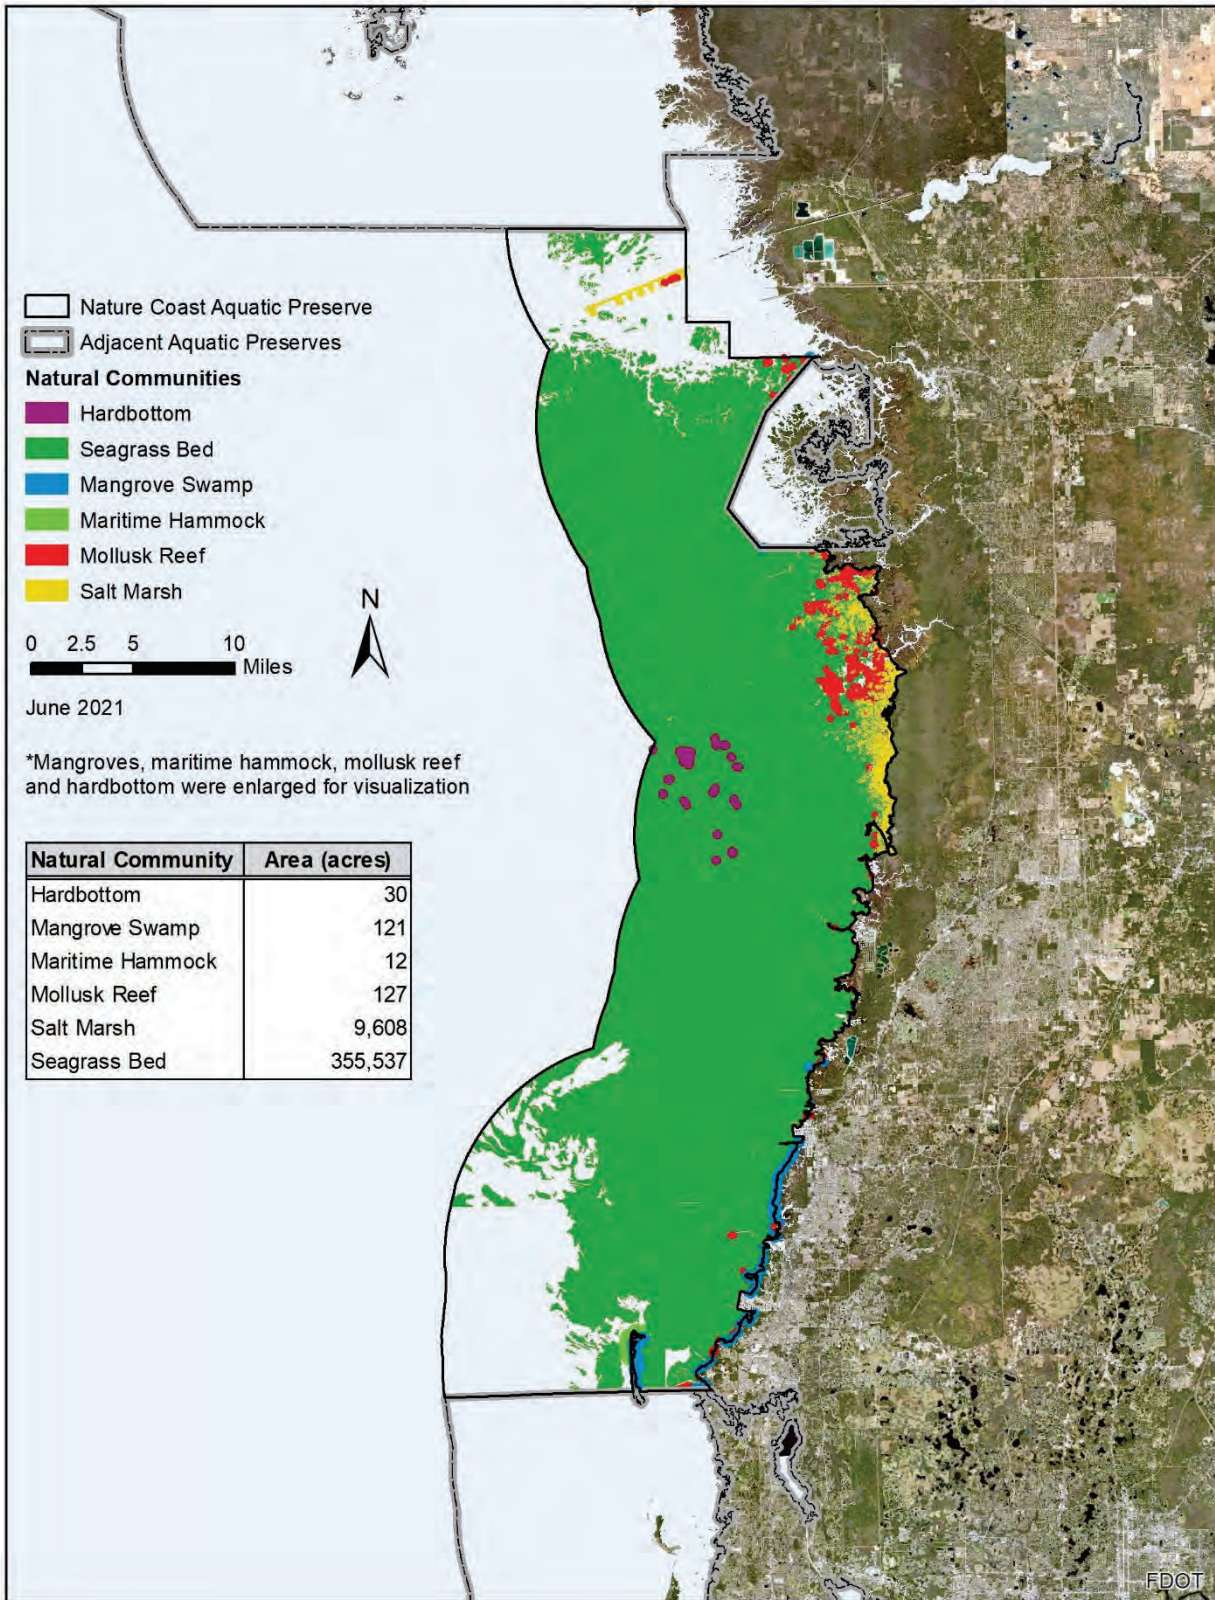 Nature Coast Aquatic Preserve
Adjacent Aquatic Preserves
Natural Communities
Hardbottom
Seagrass Bed
Mangrove Swamp
Maritime Hammock
Mollusk Reef
Salt Marsh
N
0 2.5 5 10
Miles
June 2021
*Mangroves, maritime hammock, mollusk reef
and hardbottom were enlarged for visualization
Natural Community Area (acres)
Hardbottom 30
Mangrove Swamp 121
Maritime Hammock 12
Mollusk Reef 127
Salt Marsh 9,608
Seagrass Bed 355,537
FDOT